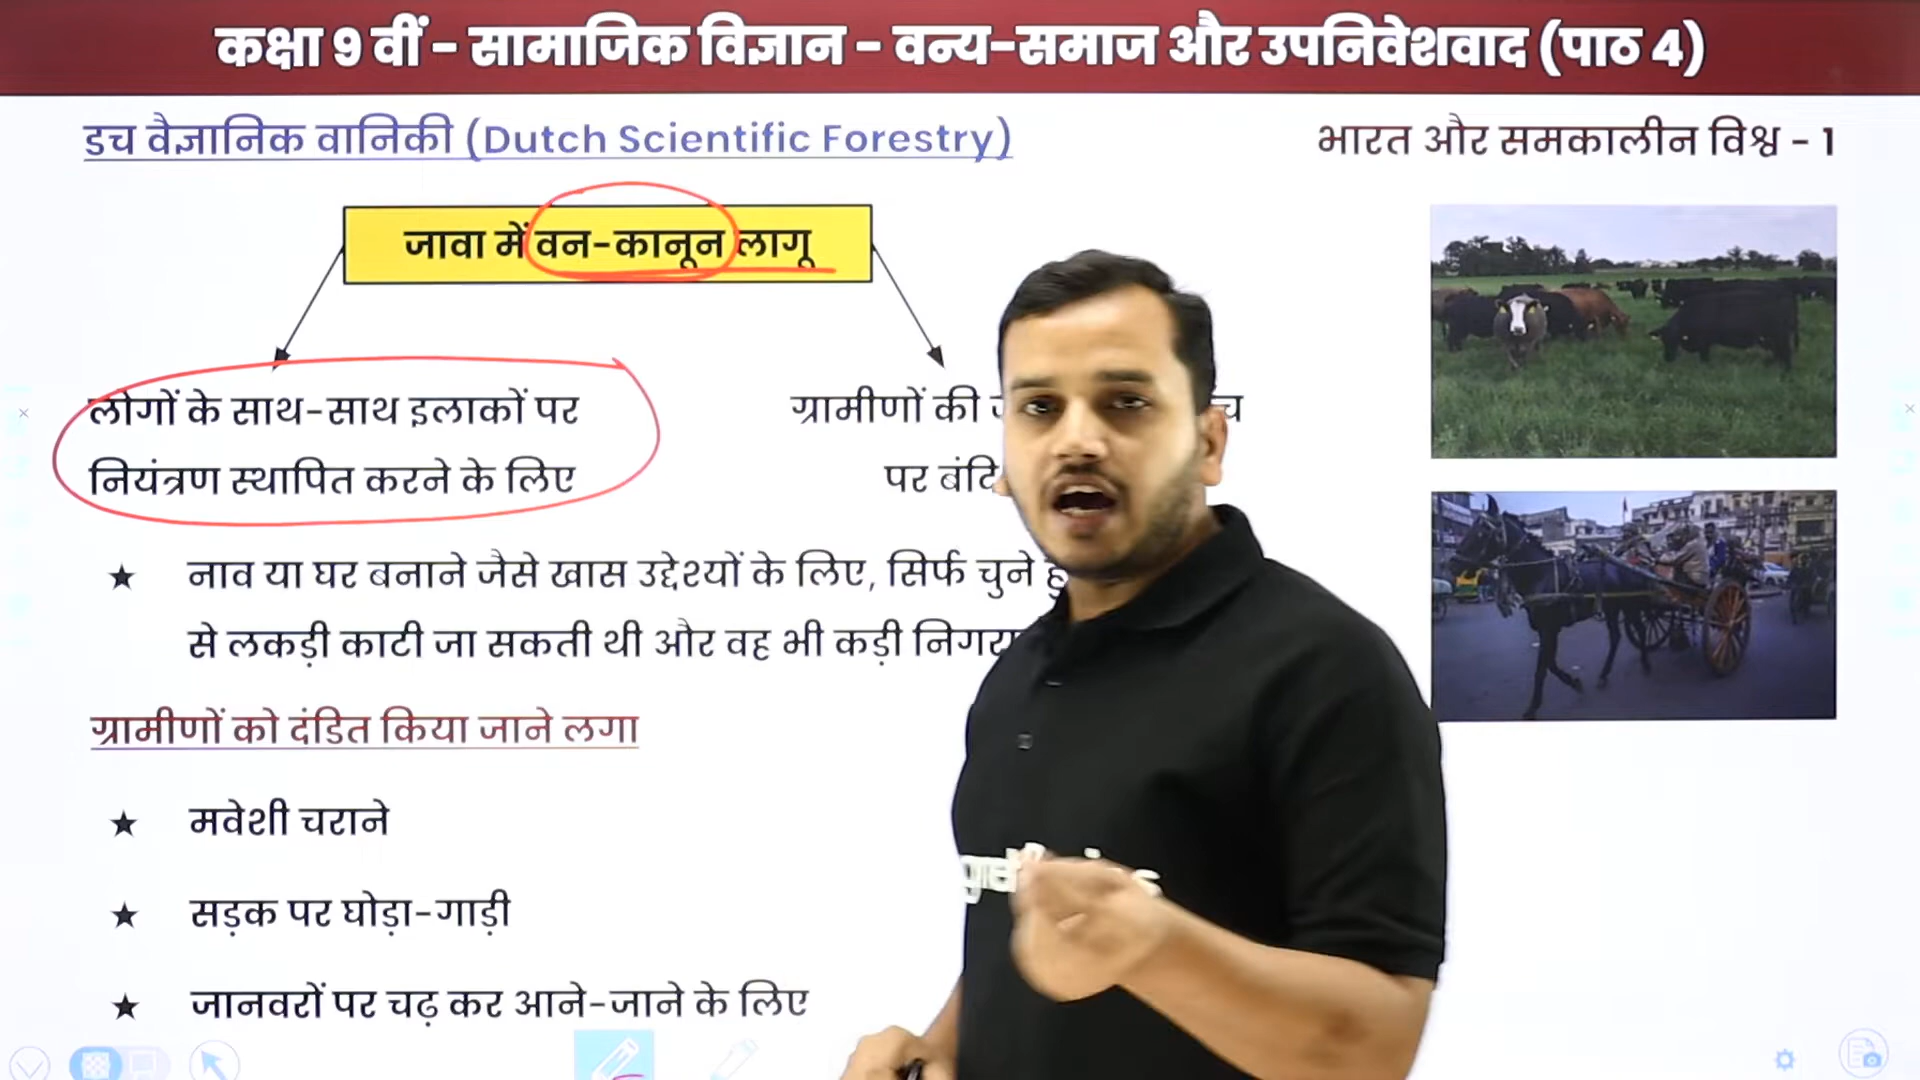 कक्षा 9 वीं - सामाजिक विज्ञान - वन्य-समाज और उपनिवेशवाद (पाठ 4)
डच वैज्ञानिक वानिकी (Dutch Scientific Forestry)
भारत और समकालीन विश्व - 1
जावा में वन-कानून लागू
लोगों के साथ-साथ इलाकों पर
नियंत्रण स्थापित करने के लिए
ग्रामीणों की
पर
★ नाव या घर बनाने जैसे खास उद्देश्यों के लिए, सिर्फ चुने
से लकड़ी काटी जा सकती थी और वह भी कड़ी
ग्रामीणों को दंडित किया जाने लगा
★ मवेशी चराने
★ सड़क पर घोड़ा-गाड़ी
★ जानवरों पर चढ़ कर आने-जाने के लिए